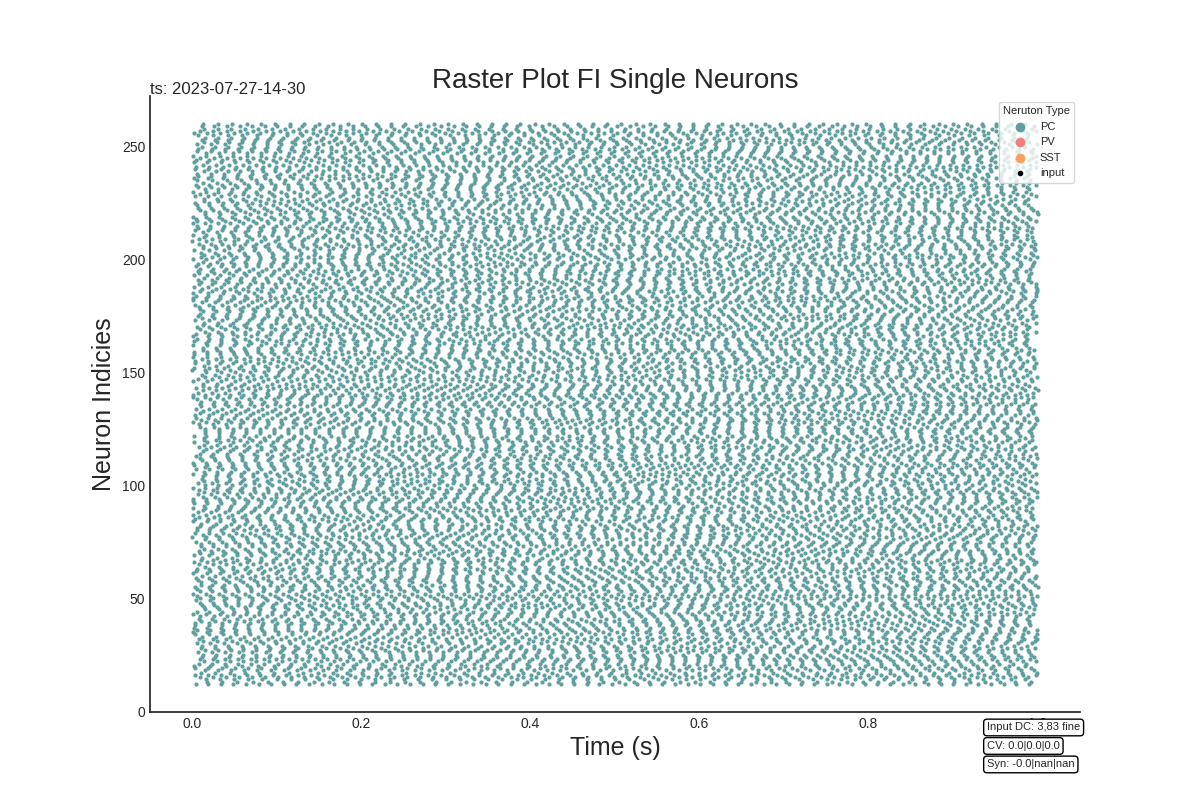 Raster Plot FI Single Neurons
ts: 2023-07-27-14-30
Neruton Type
PC
PV
SST
input
Neuron Indicies
250
200
150
100
50
0
0.0 0.2 0.4 0.6 0.8
Time (s)
Input DC: 3,83 fine
CV: 0.0|0.0|0.0
Syn: -0.0|nan|nan